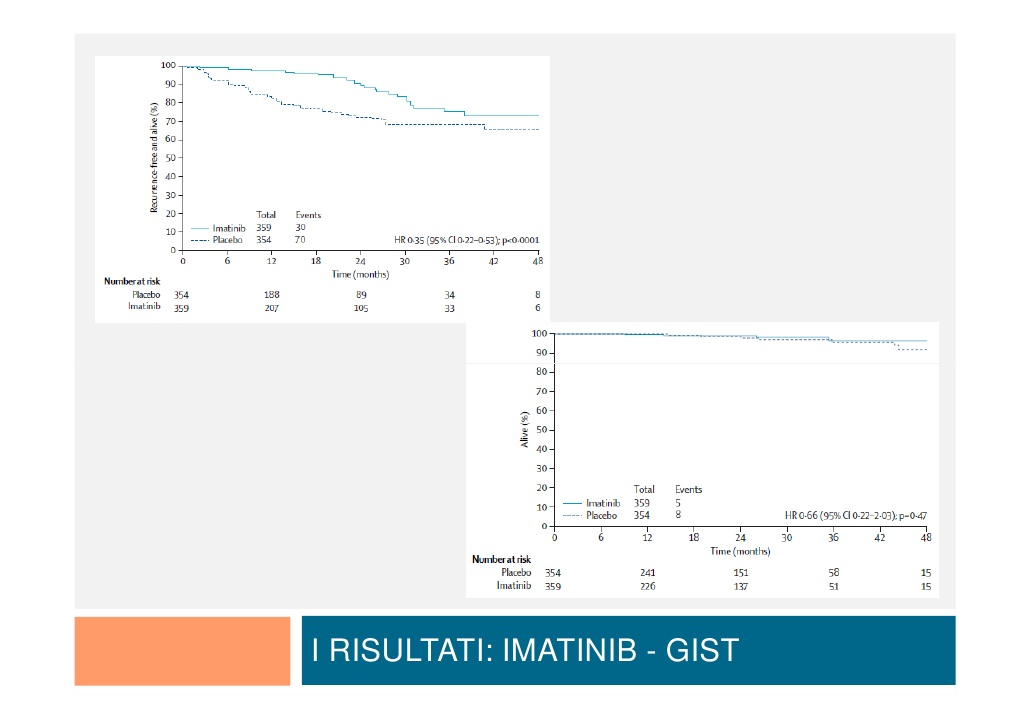 100
90
80
70
60
50
40
30
20
10
0
Recurrence-free and alive (%)
Total Events
Imatinib 359 30
Placebo 354 70
HR 0·35 (95% CI 0·22–0·53); p<0·0001
0 6 12 18 24 30 36 42 48
Time (months)
Number at risk
Placebo 354 188 89 34 8
Imatinib 359 207 105 33 6
100
90
80
70
60
50
40
30
20
10
0
Alive (%)
Total Events
Imatinib 359 5
Placebo 354 8
HR 0·66 (95% CI 0·22–2·03); p=0·47
0 6 12 18 24 30 36 42 48
Time (months)
Number at risk
Placebo 354 241 151 58 15
Imatinib 359 226 137 51 15
I RISULTATI: IMATINIB - GIST